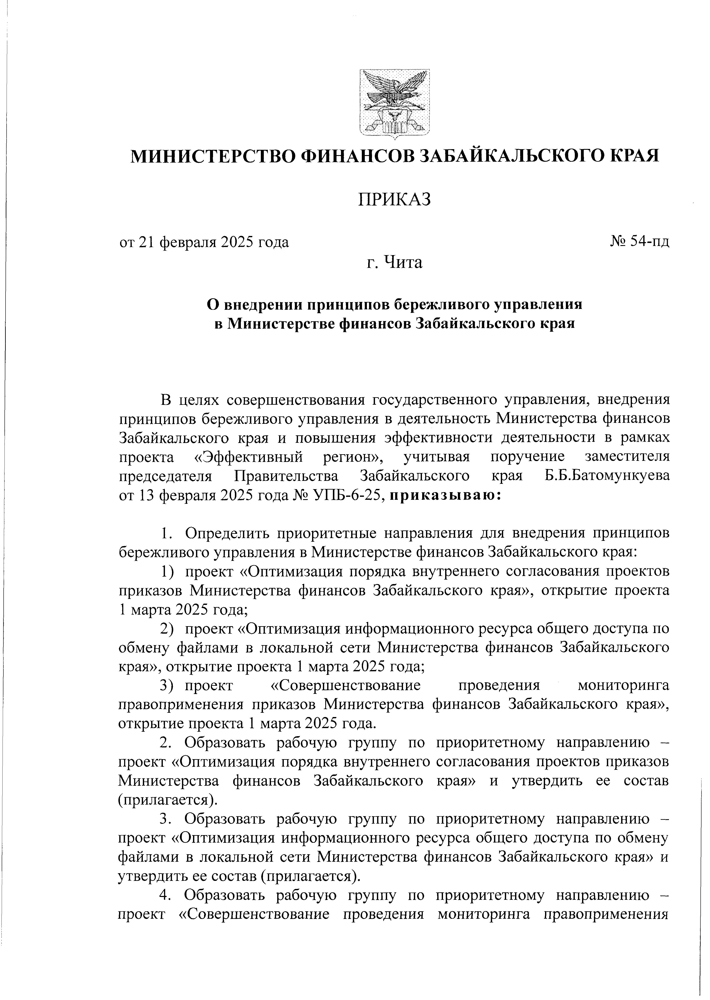 МИНИСТЕРСТВО ФИНАНСОВ ЗАБАЙКАЛЬСКОГО КРАЯ
ПРИКАЗ
от 21 февраля 2025 года № 54-пд
г. Чита
О внедрении принципов бережливого управления
в Министерстве финансов Забайкальского края
В целях совершенствования государственного управления, внедрения
принципов бережливого управления в деятельность Министерства финансов
Забайкальского края и повышения эффективности деятельности в рамках
проекта «Эффективный регион», учитывая поручение заместителя
председателя Правительства Забайкальского края Б.Б.Батомункуева
от 13 февраля 2025 года № УПБ-6-25, приказываю:
1. Определить приоритетные направления для внедрения принципов
бережливого управления в Министерстве финансов Забайкальского края:
1) проект «Оптимизация порядка внутреннего согласования проектов
приказов Министерства финансов Забайкальского края», открытие проекта
1 марта 2025 года;
2) проект «Оптимизация информационного ресурса общего доступа по
обмену файлами в локальной сети Министерства финансов Забайкальского
края», открытие проекта 1 марта 2025 года;
3) проект «Совершенствование проведения мониторинга
правоприменения приказов Министерства финансов Забайкальского края»,
открытие проекта 1 марта 2025 года.
2. Образовать рабочую группу по приоритетному направлению –
проект «Оптимизация порядка внутреннего согласования проектов приказов
Министерства финансов Забайкальского края» и утвердить ее состав
(прилагается).
3. Образовать рабочую группу по приоритетному направлению –
проект «Оптимизация информационного ресурса общего доступа по обмену
файлами в локальной сети Министерства финансов Забайкальского края» и
утвердить ее состав (прилагается).
4. Образовать рабочую группу по приоритетному направлению –
проект «Совершенствование проведения мониторинга правоприменения